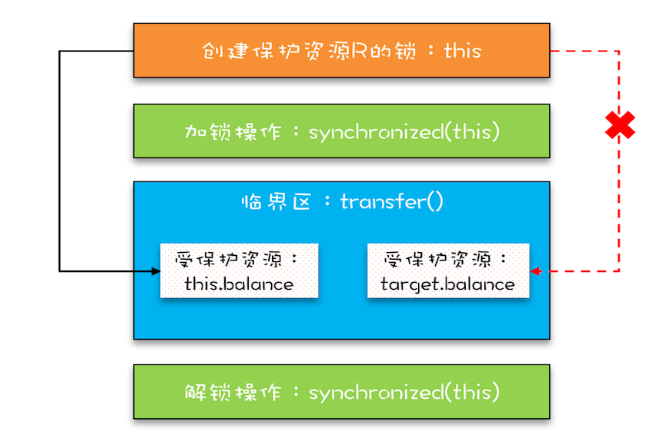 创建保护资源R的锁：this
加锁操作：synchronized(this)
临界区：transfer()
受保护资源：
this.balance
受保护资源：
target.balance
解锁操作：synchronized(this)